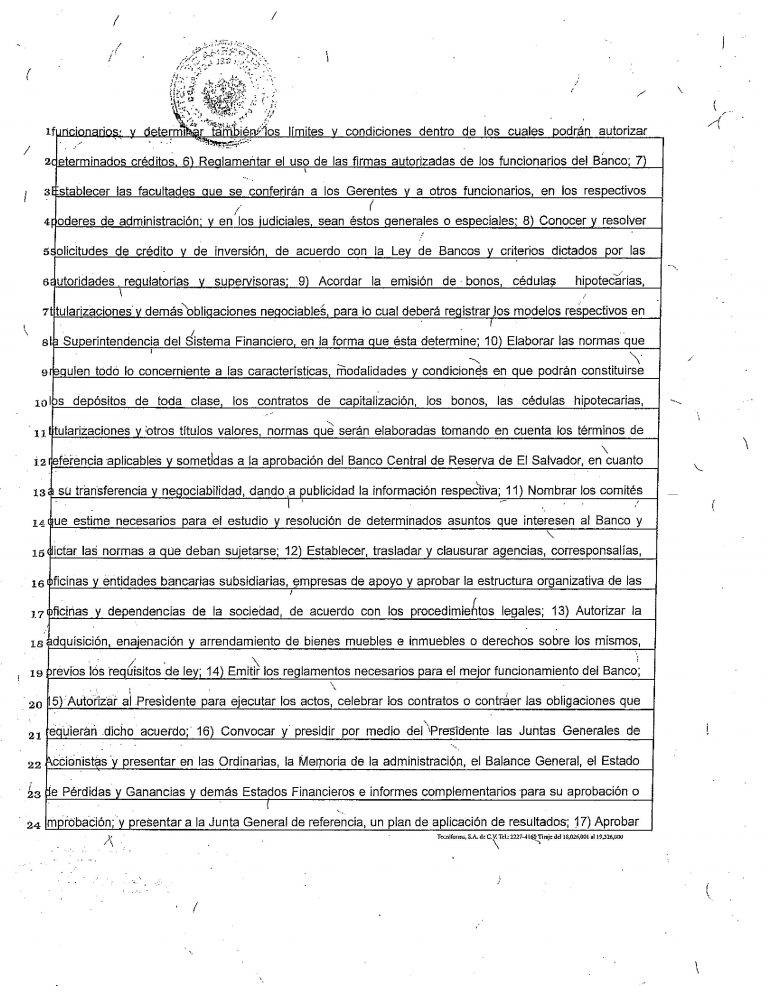 1 funcionarios; y determinar también los límites y condiciones dentro de los cuales podrán autorizar
2 determinados créditos, 6) Reglamentar el uso de las firmas autorizadas de los funcionarios del Banco; 7)
3 Establecer las facultades que se conferirán a los Gerentes y a otros funcionarios, en los respectivos
4 poderes de administración; y en los judiciales, sean éstos generales o especiales; 8) Conocer y resolver
5 solicitudes de crédito y de inversión, de acuerdo con la Ley de Bancos y criterios dictados por las
6 autoridades regulatorias y supervisoras; 9) Acordar la emisión de bonos, cédulas hipotecarias,
7 titularizaciones y demás obligaciones negociables, para lo cual deberá registrar los modelos respectivos en
8 la Superintendencia del Sistema Financiero, en la forma que ésta determine; 10) Elaborar las normas que
9 regulen todo lo concerniente a las características, modalidades y condiciones en que podrán constituirse
10 los depósitos de toda clase, los contratos de capitalización, los bonos, las cédulas hipotecarias,
11 titularizaciones y otros títulos valores, normas que serán elaboradas tomando en cuenta los términos de
12 referencia aplicables y sometidas a la aprobación del Banco Central de Reserva de El Salvador, en cuanto
13 a su transferencia y negociabilidad, dando a publicidad la información respectiva; 11) Nombrar los comités
14 que estime necesarios para el estudio y resolución de determinados asuntos que interesen al Banco y
15 dictar las normas a que deban sujetarse; 12) Establecer, trasladar y clausurar agencias, corresponsalías,
16 oficinas y entidades bancarias subsidiarias, empresas de apoyo y aprobar la estructura organizativa de las
17 oficinas y dependencias de la sociedad, de acuerdo con los procedimientos legales; 13) Autorizar la
18 adquisición, enajenación y arrendamiento de bienes muebles e inmuebles o derechos sobre los mismos,
19 previos los requisitos de ley; 14) Emitir los reglamentos necesarios para el mejor funcionamiento del Banco;
20 15) Autorizar al Presidente para ejecutar los actos, celebrar los contratos o contraer las obligaciones que
21 requieran dicho acuerdo; 16) Convocar y presidir por medio del Presidente las Juntas Generales de
22 Accionistas y presentar en las Ordinarias, la Memoria de la administración, el Balance General, el Estado
23 de Pérdidas y Ganancias y demás Estados Financieros e informes complementarios para su aprobación o
24 improbación; y presentar a la Junta General de referencia, un plan de aplicación de resultados; 17) Aprobar
S.A. de C.V. Tel.: 2227-4169 Tiraje del 18,026,001 al 19,326,000